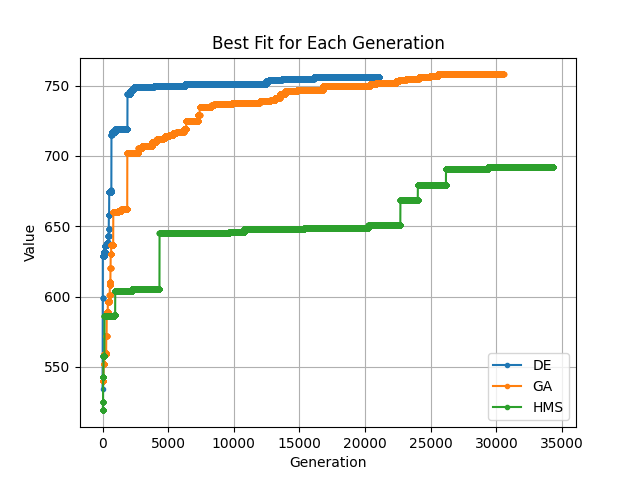 Best Fit for Each Generation
Value
750
700
650
600
550
DE
GA
HMS
0 5000 10000 15000 20000 25000 30000 35000
Generation